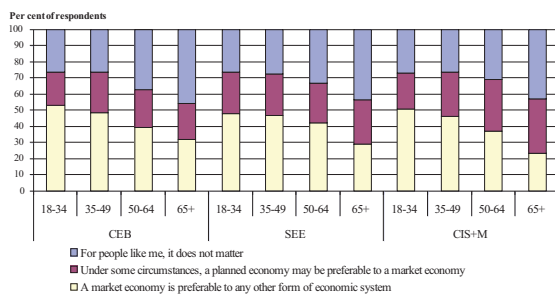 Per cent of respondents
100
90
80
70
60
50
40
30
20
10
0
18-34 35-49 50-64 65+ 18-34 35-49 50-64 65+ 18-34 35-49 50-64 65+
CEB SEE CIS+M
For people like me, it does not matter
Under some circumstances, a planned economy may be preferable to a market economy
A market economy is preferable to any other form of economic system